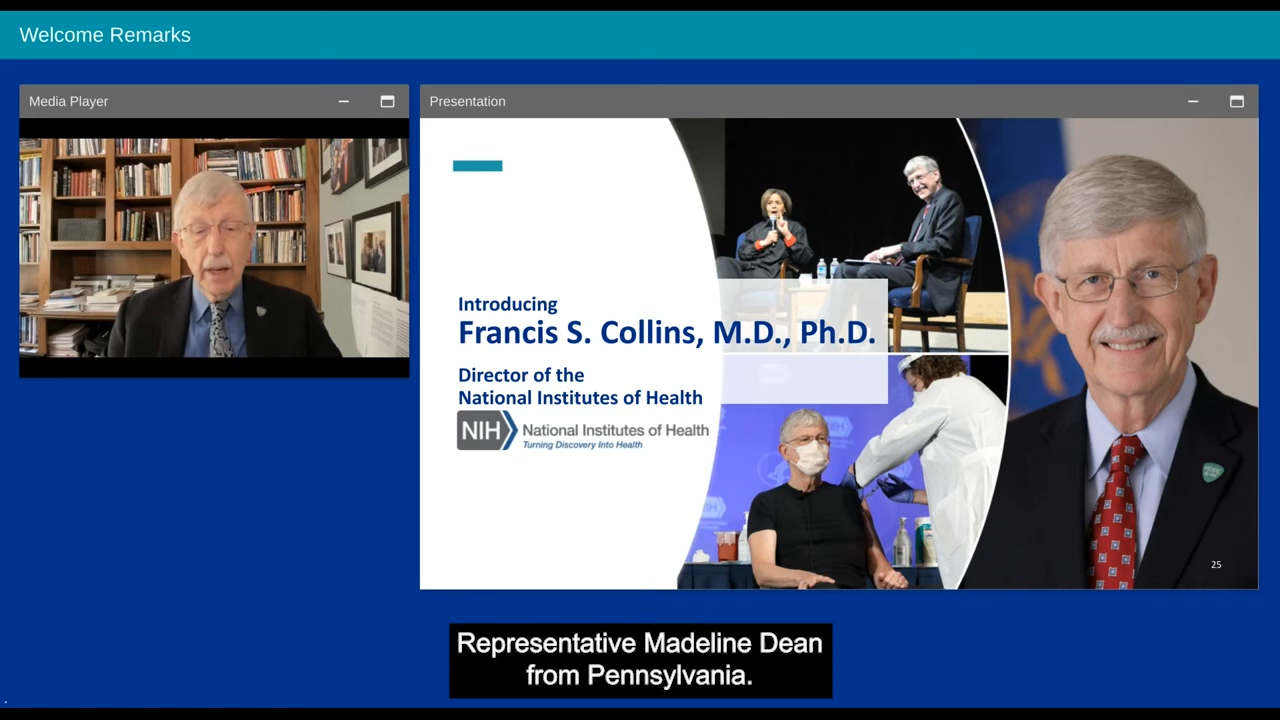 Welcome Remarks
Media Player
Presentation
Introducing
Francis S. Collins, M.D., Ph.D.
Director of the
National Institutes of Health
NIH
National Institutes of Health
Turning Discovery Into Health
NIH
25
Representative Madeline Dean
from Pennsylvania.